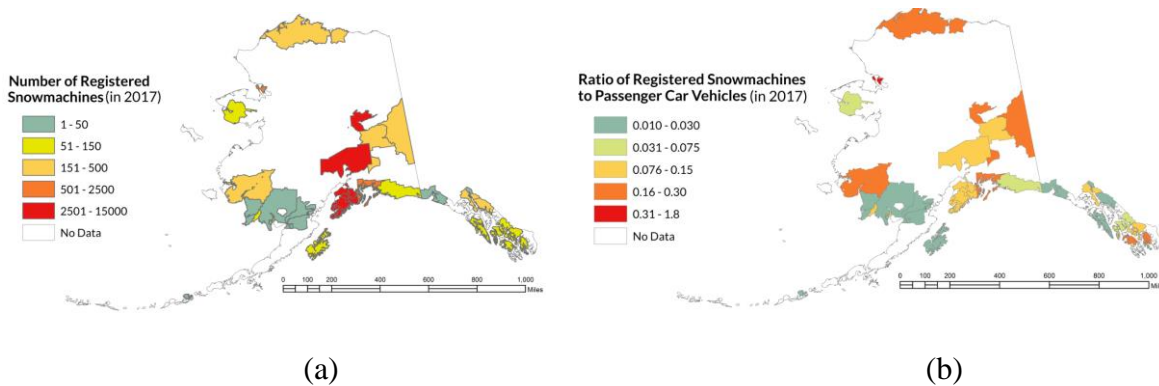 Number of Registered
Snowmachines (in 2017)
1 - 50
51 - 150
151 - 500
501 - 2500
2501 - 15000
No Data
0 100 200 400 600 800 1,000
Miles
(a)
Ratio of Registered Snowmachines
to Passenger Car Vehicles (in 2017)
0.010 - 0.030
0.031 - 0.075
0.076 - 0.15
0.16 - 0.30
0.31 - 1.8
No Data
0 100 200 400 600 800 1,000
Mil
(b)